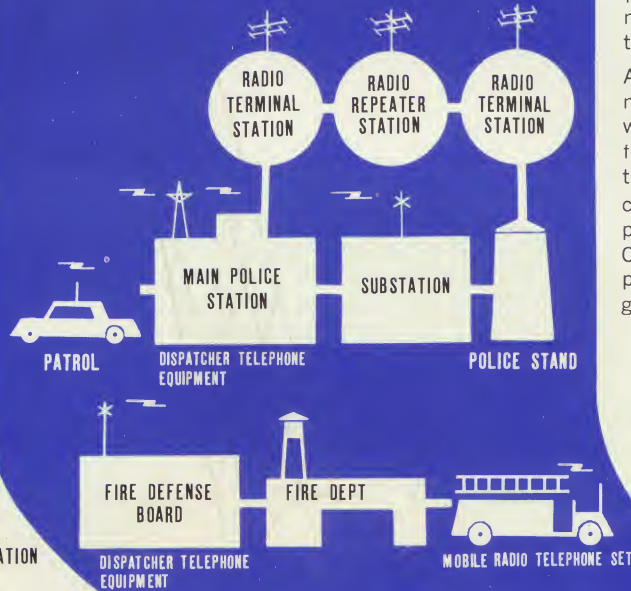 RADIO
TERMINAL
STATION
RADIO
REPEATER
STATION
RADIO
TERMINAL
STATION
MAIN POLICE
STATION
SUBSTATION
PATROL
DISPATCHER TELEPHONE
EQUIPMENT
POLICE STAND
FIRE DEFENSE
BOARD
FIRE DEPT
DISPATCHER TELEPHONE
EQUIPMENT
MOBILE RADIO TELEPHONE SET